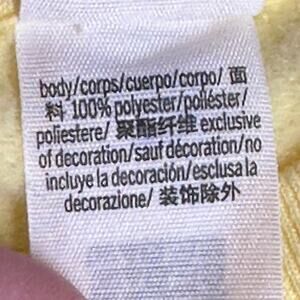 body/corps/cuerpo/corpo/ 面
料 100% polyester/poliéster/
poliestere/ 聚酯纤维 exclusive
of decoration/sauf décoration/no
incluye la decoración/esclusa la
decorazione/ 装饰除外